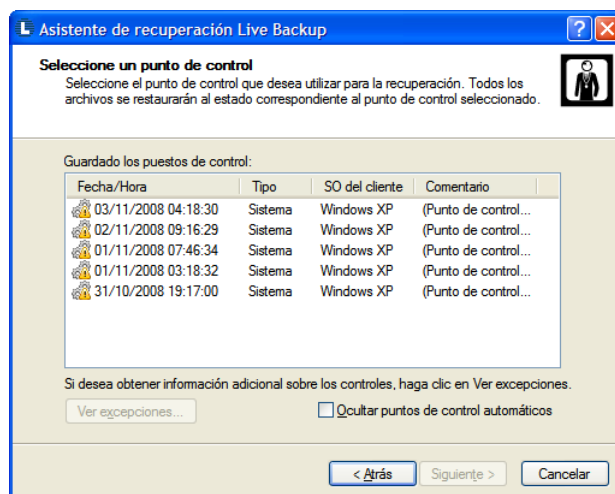 Asistente de recuperación Live Backup
Seleccione un punto de control
Seleccione el punto de control que desea utilizar para la recuperación. Todos los
archivos se restaurarán al estado correspondiente al punto de control seleccionado.
Guardado los puestos de control:
Fecha/Hora Tipo SO del cliente Comentario
03/11/2008 04:18:30 Sistema Windows XP (Punto de control...
02/11/2008 09:16:29 Sistema Windows XP (Punto de control...
01/11/2008 07:46:34 Sistema Windows XP (Punto de control...
01/11/2008 03:18:32 Sistema Windows XP (Punto de control...
31/10/2008 19:17:00 Sistema Windows XP (Punto de control...
Si desea obtener información adicional sobre los controles, haga clic en Ver excepciones.
Ver excepciones... Ocultar puntos de control automáticos
< Atrás Siguiente > Cancelar